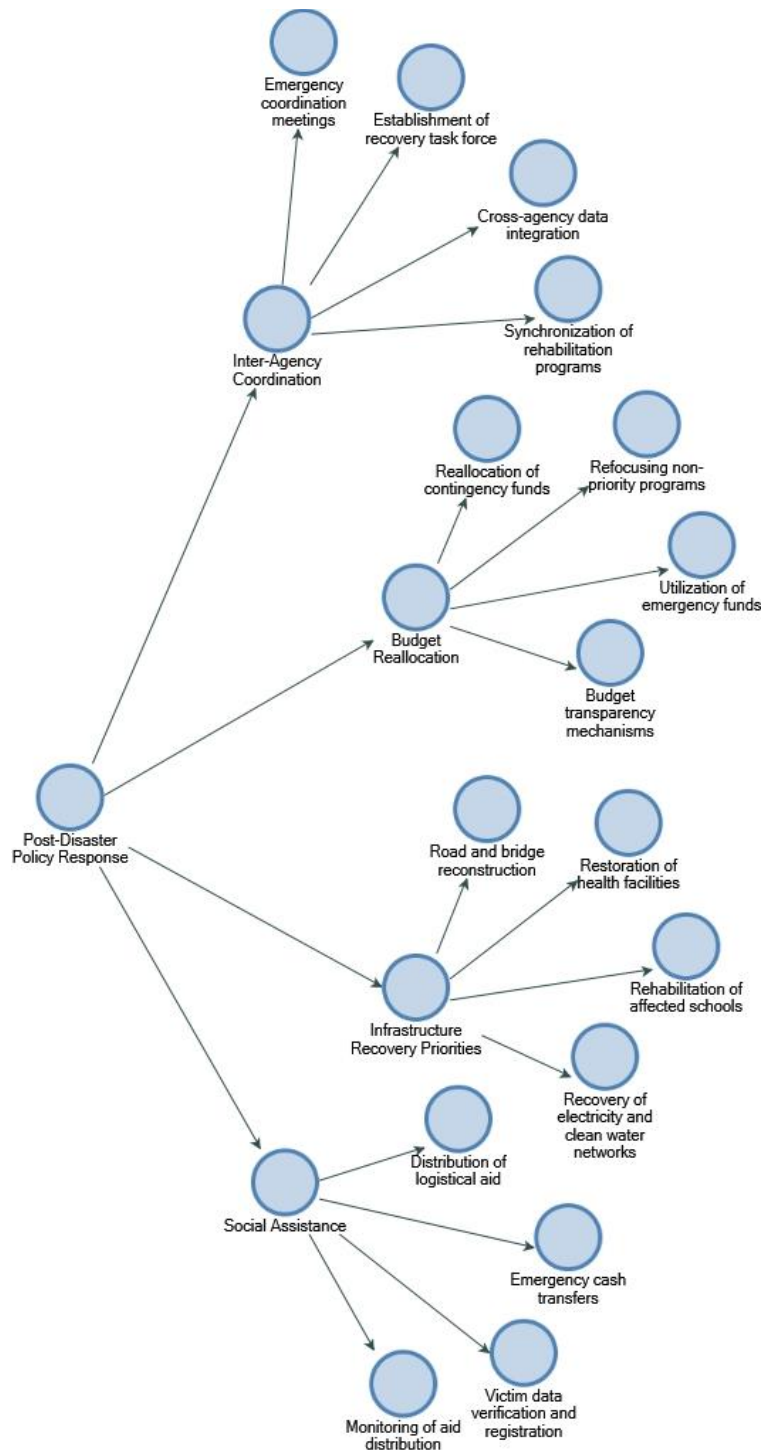 Emergency
coordination
meetings
Establishment of
recovery task force
Cross-agency data
integration
Synchronization of
rehabilitation
programs
Inter-Agency
Coordination
Reallocation of
contingency funds
Refocusing non-
priority programs
Utilization of
emergency funds
Budget
Reallocation
Budget
transparency
mechanisms
Post-Disaster
Policy Response
Road and bridge
reconstruction
Restoration of
health facilities
Rehabilitation of
affected schools
Infrastructure
Recovery Priorities
Recovery of
electricity and
clean water
networks
Distribution of
logistical aid
Social Assistance
Emergency cash
transfers
Victim data
verification and
registration
Monitoring of aid
distribution